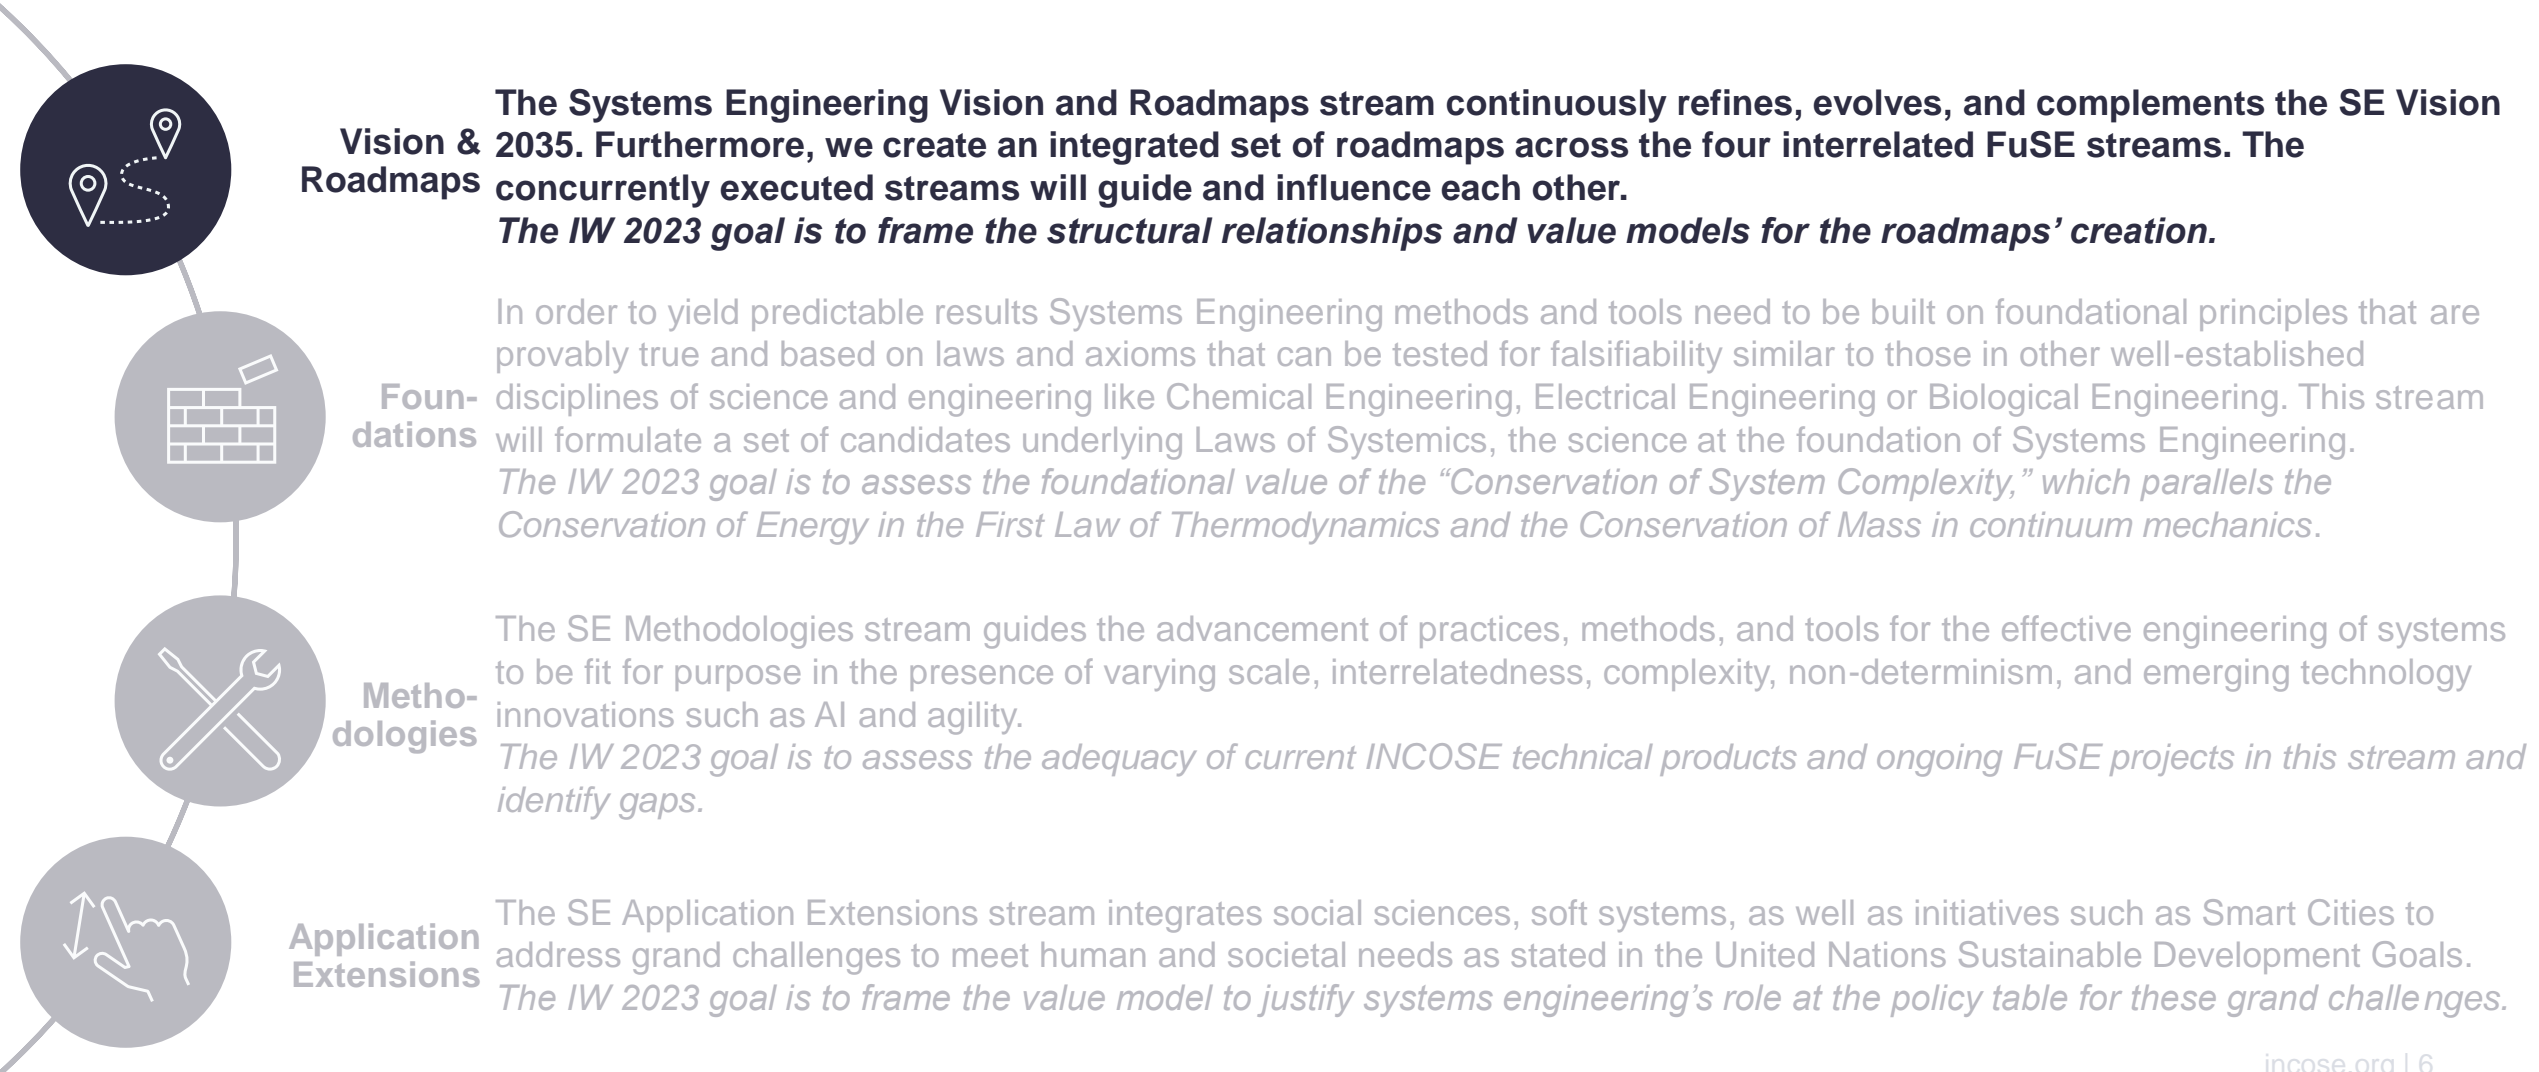 Vision &
Roadmaps
The Systems Engineering Vision and Roadmaps stream continuously refines, evolves, and complements the SE Vision
2035. Furthermore, we create an integrated set of roadmaps across the four interrelated FuSE streams. The
concurrently executed streams will guide and influence each other.
The IW 2023 goal is to frame the structural relationships and value models for the roadmaps’ creation.
Foun-
dations
In order to yield predictable results Systems Engineering methods and tools need to be built on foundational principles that are
provably true and based on laws and axioms that can be tested for falsifiability similar to those in other well-established
disciplines of science and engineering like Chemical Engineering, Electrical Engineering or Biological Engineering. This stream
will formulate a set of candidates underlying Laws of Systemics, the science at the foundation of Systems Engineering.
The IW 2023 goal is to assess the foundational value of the “Conservation of System Complexity,” which parallels the
Conservation of Energy in the First Law of Thermodynamics and the Conservation of Mass in continuum mechanics.
Metho-
dologies
The SE Methodologies stream guides the advancement of practices, methods, and tools for the effective engineering of systems
to be fit for purpose in the presence of varying scale, interrelatedness, complexity, non-determinism, and emerging technology
innovations such as AI and agility.
The IW 2023 goal is to assess the adequacy of current INCOSE technical products and ongoing FuSE projects in this stream and
identify gaps.
Application
Extensions
The SE Application Extensions stream integrates social sciences, soft systems, as well as initiatives such as Smart Cities to
address grand challenges to meet human and societal needs as stated in the United Nations Sustainable Development Goals.
The IW 2023 goal is to frame the value model to justify systems engineering’s role at the policy table for these grand challenges.
incose.org | 6